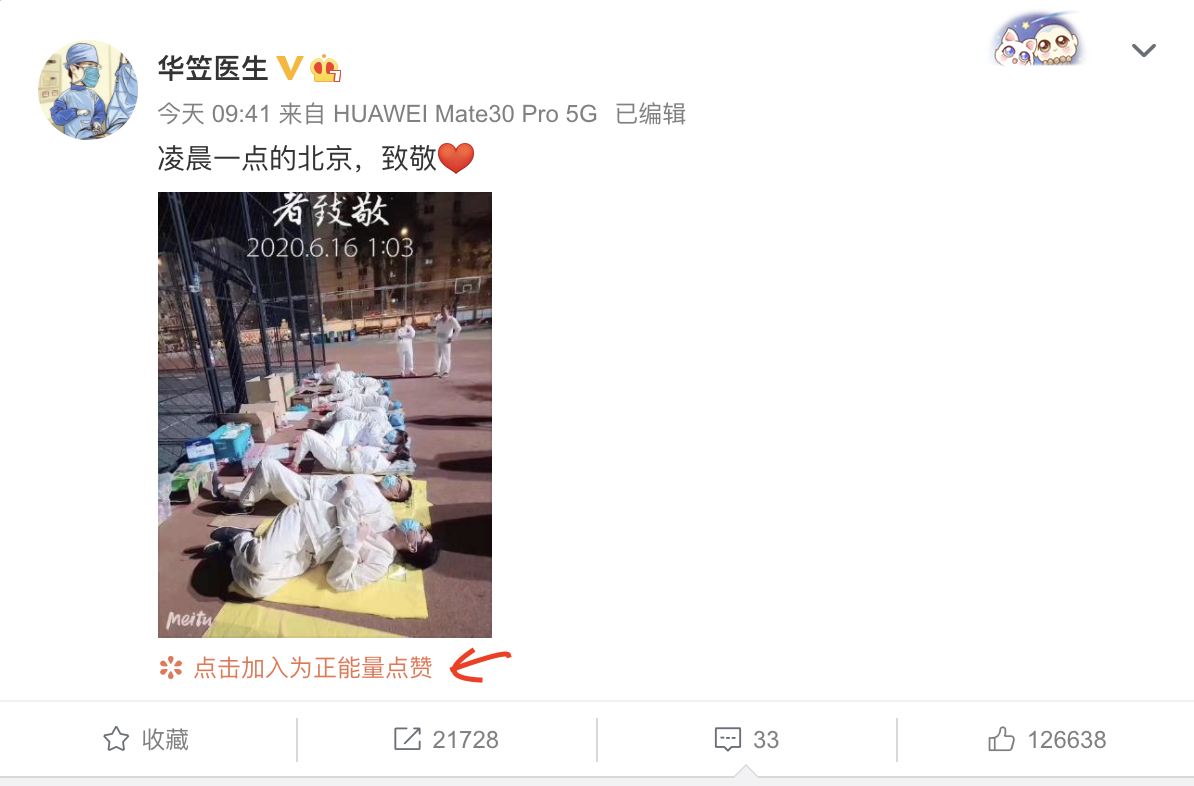 华笠医生
今天 09:41 来自 HUAWEI Mate30 Pro 5G 已编辑
凌晨一点的北京，致敬❤️
者致敬
2020.6.16 1:03
Meitu
点击加入为正能量点赞
收藏
21728
33
126638